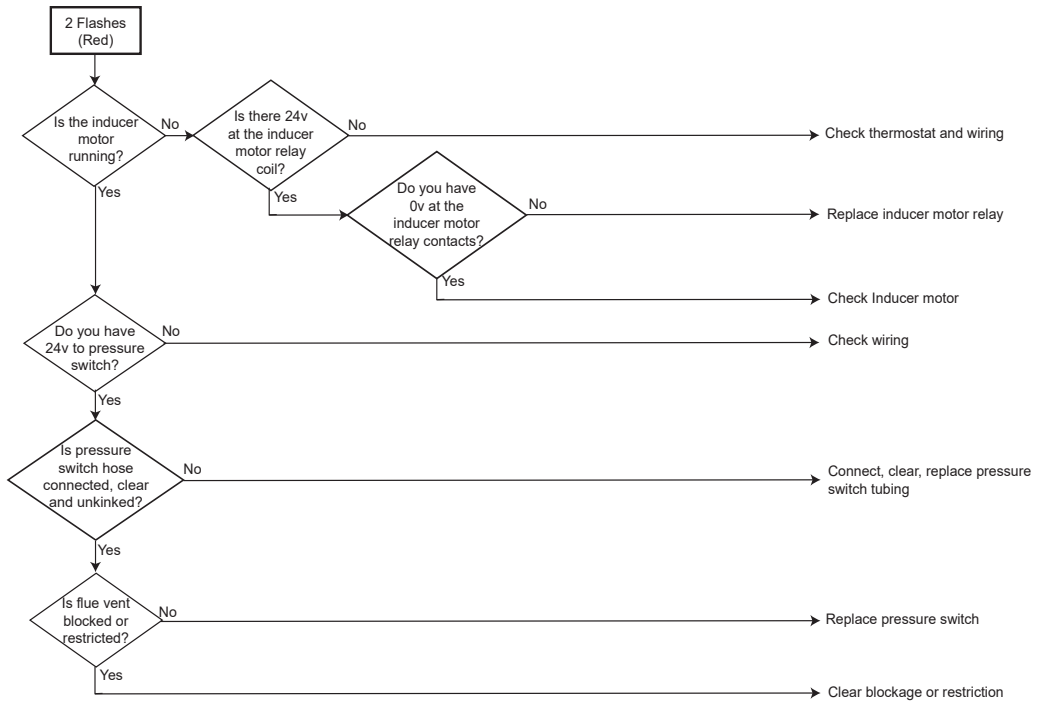 2 Flashes
(Red)
Is the inducer
motor
running?
No
Is there 24v
at the inducer
motor relay
coil?
No
Check thermostat and wiring
Yes
Yes
Do you have
0v at the
inducer motor
relay contacts?
No
Replace inducer motor relay
Yes
Check Inducer motor
Do you have
24v to pressure
switch?
No
Check wiring
Yes
Is pressure
switch hose
connected, clear
and unkinked?
No
Connect, clear, replace pressure
switch tubing
Yes
Is flue vent
blocked or
restricted?
No
Replace pressure switch
Yes
Clear blockage or restriction